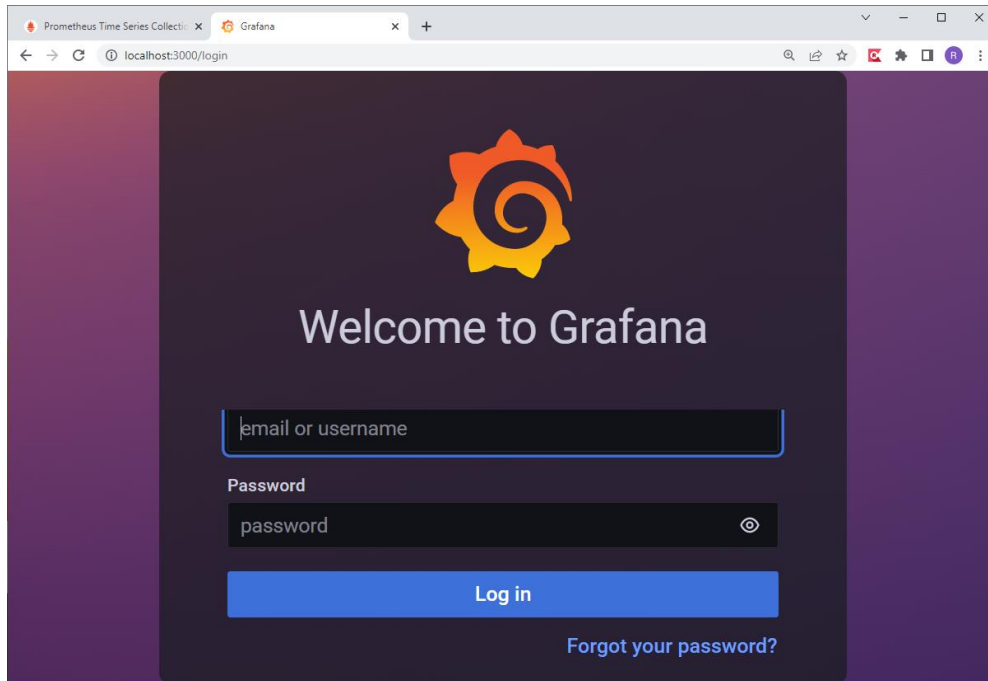 Prometheus Time Series Collectic
Grafana
localhost:3000/login
R
Welcome to Grafana
email or username
Password
password
Log in
Forgot your password?